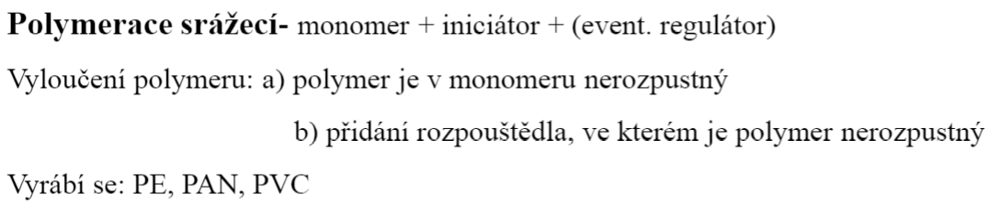 Polymerace srážecí- monomer + iniciátor + (event. regulátor)
Vyloučení polymeru: a) polymer je v monomeru nerozpustný
b) přidání rozpouštědla, ve kterém je polymer nerozpustný
Vyrábí se: PE, PAN, PVC